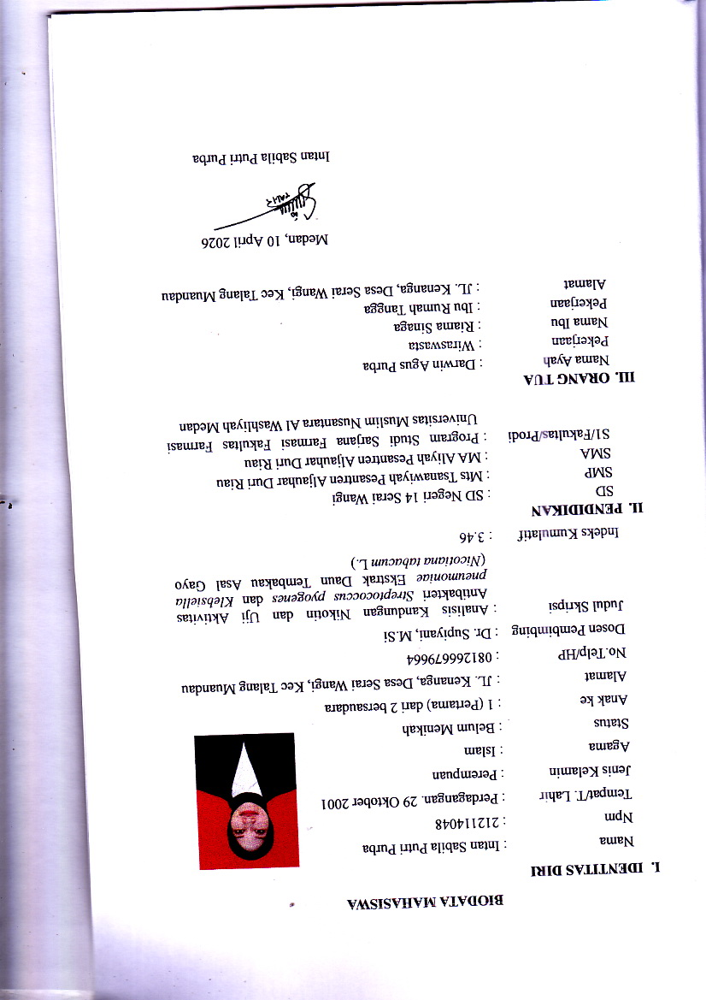 BIODATA MAHASISWA
I. IDENTITAS DIRI
Nama : Intan Sabila Putri Purba
Npm : 212114048
Tempat/T. Lahir : Perdagangan. 29 Oktober 2001
Jenis Kelamin : Perempuan
Agama : Islam
Status : Belum Menikah
Anak ke : 1 (Pertama) dari 2 bersaudara
Alamat : JL. Kenanga, Desa Serai Wangi, Kec Talang Muandau
No.Telp/HP : 081266679664
Dosen Pembimbing : Dr. Supiyani, M.Si
Judul Skripsi : Analisis Kandungan Nikotin dan Uji Aktivitas
Antibakteri Streptococcus pyogenes dan Klebsiella
pneumoniae Ekstrak Daun Tembakau Asal Gayo
(Nicotiana tabacum L.)
Indeks Kumulatif : 3.46
II. PENDIDIKAN
SD : SD Negeri 14 Serai Wangi
SMP : Mts Tsanawiyah Pesantren Aljauhar Duri Riau
SMA : MA Aliyah Pesantren Aljauhar Duri Riau
S1/Fakultas/Prodi : Program Studi Sarjana Farmasi Fakultas Farmasi
Universitas Muslim Nusantara Al Washliyah Medan
III. ORANG TUA
Nama Ayah : Darwin Agus Purba
Pekerjaan : Wiraswasta
Nama Ibu : Riama Sinaga
Pekerjaan : Ibu Rumah Tangga
Alamat : JL. Kenanga, Desa Serai Wangi, Kec Talang Muandau
Medan, 10 April 2026
Intan Sabila Putri Purba